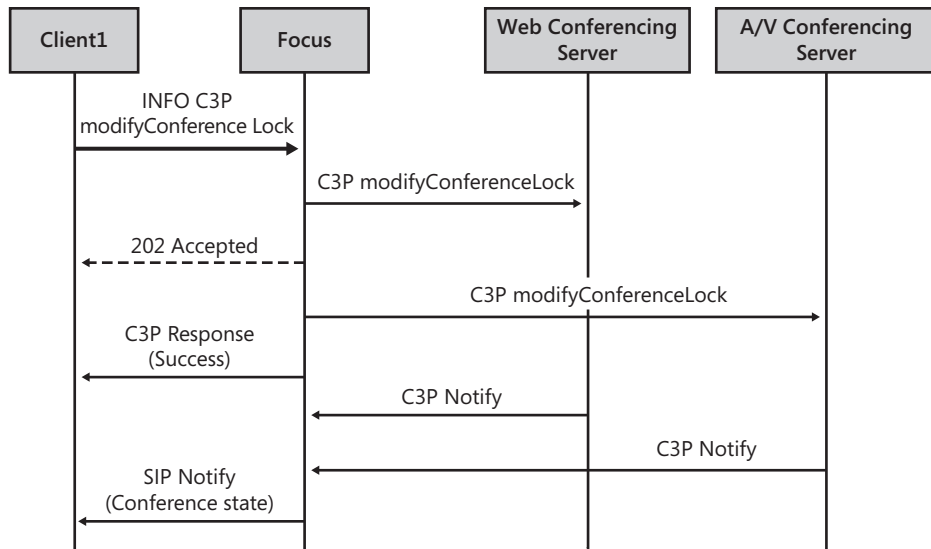 Client1
Focus
Web Conferencing
Server
A/V Conferencing
Server
INFO C3P
modifyConference Lock
C3P modifyConferenceLock
202 Accepted
C3P modifyConferenceLock
C3P Response
(Success)
C3P Notify
C3P Notify
SIP Notify
(Conference state)